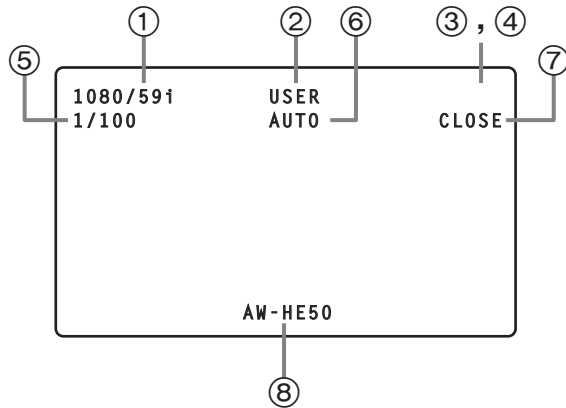 ① ② ⑥ ③ , ④
⑤ ⑦
1080/59i USER
1/100 AUTO CLOSE
AW-HE50
⑧